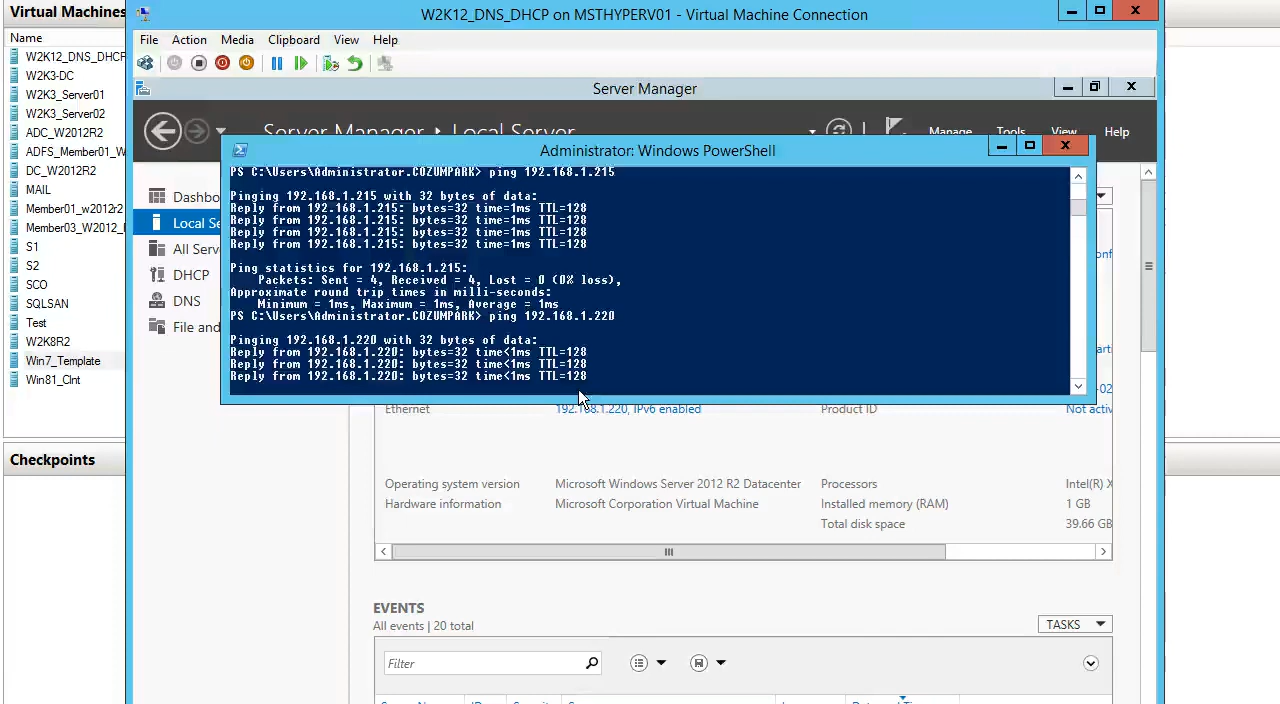 Virtual Machines
Name
W2K12_DNS_DHCP
W2K3-DC
W2K3_Server01
W2K3_Server02
ADC_W2012R2
ADFS_Member01_W
DC_W2012R2
MAIL
Member01_w2012r2
Member03_W2012_
S1
S2
SCO
SQLSAN
Test
W2K8R2
Win7_Template
Win81_Clnt
Checkpoints
W2K12_DNS_DHCP on MSTHYPERV01 - Virtual Machine Connection
File Action Media Clipboard View Help
Server Manager
Server Manager Local Server
Manage Tools View Help
Dashbo
Local Se
All Serv
DHCP
DNS
File and
Administrator: Windows PowerShell
PS C:\Users\Administrator.COZUMPARK> ping 192.168.1.215
Pinging 192.168.1.215 with 32 bytes of data:
Reply from 192.168.1.215: bytes=32 time=1ms TTL=128
Reply from 192.168.1.215: bytes=32 time=1ms TTL=128
Reply from 192.168.1.215: bytes=32 time=1ms TTL=128
Reply from 192.168.1.215: bytes=32 time=1ms TTL=128
Ping statistics for 192.168.1.215:
Packets: Sent = 4, Received = 4, Lost = 0 (0% loss),
Approximate round trip times in milli-seconds:
Minimum = 1ms, Maximum = 1ms, Average = 1ms
PS C:\Users\Administrator.COZUMPARK> ping 192.168.1.220
Pinging 192.168.1.220 with 32 bytes of data:
Reply from 192.168.1.220: bytes=32 time<1ms TTL=128
Reply from 192.168.1.220: bytes=32 time<1ms TTL=128
Reply from 192.168.1.220: bytes=32 time<1ms TTL=128
onf
arti
-02
Ethernet 192.168.1.220, IPv6 enabled Product ID Not activ
Operating system version Microsoft Windows Server 2012 R2 Datacenter Processors Intel(R) X
Hardware information Microsoft Corporation Virtual Machine Installed memory (RAM) 1 GB
Total disk space 39.66 GB
EVENTS
All events | 20 total
TASKS
Filter